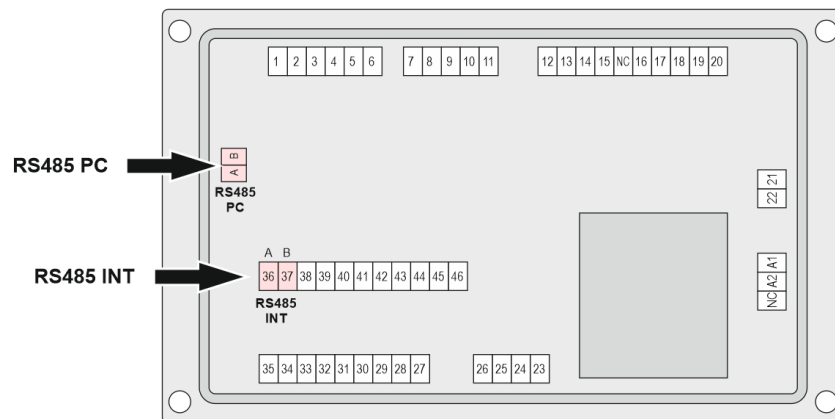 1 2 3 4 5 6
7 8 9 10 11
12 13 14 15 NC 16 17 18 19 20
RS485 PC
B
A
RS485
PC
21
22
A B
RS485 INT
36 37 38 39 40 41 42 43 44 45 46
RS485
INT
A1
A2
NC
35 34 33 32 31 30 29 28 27
26 25 24 23